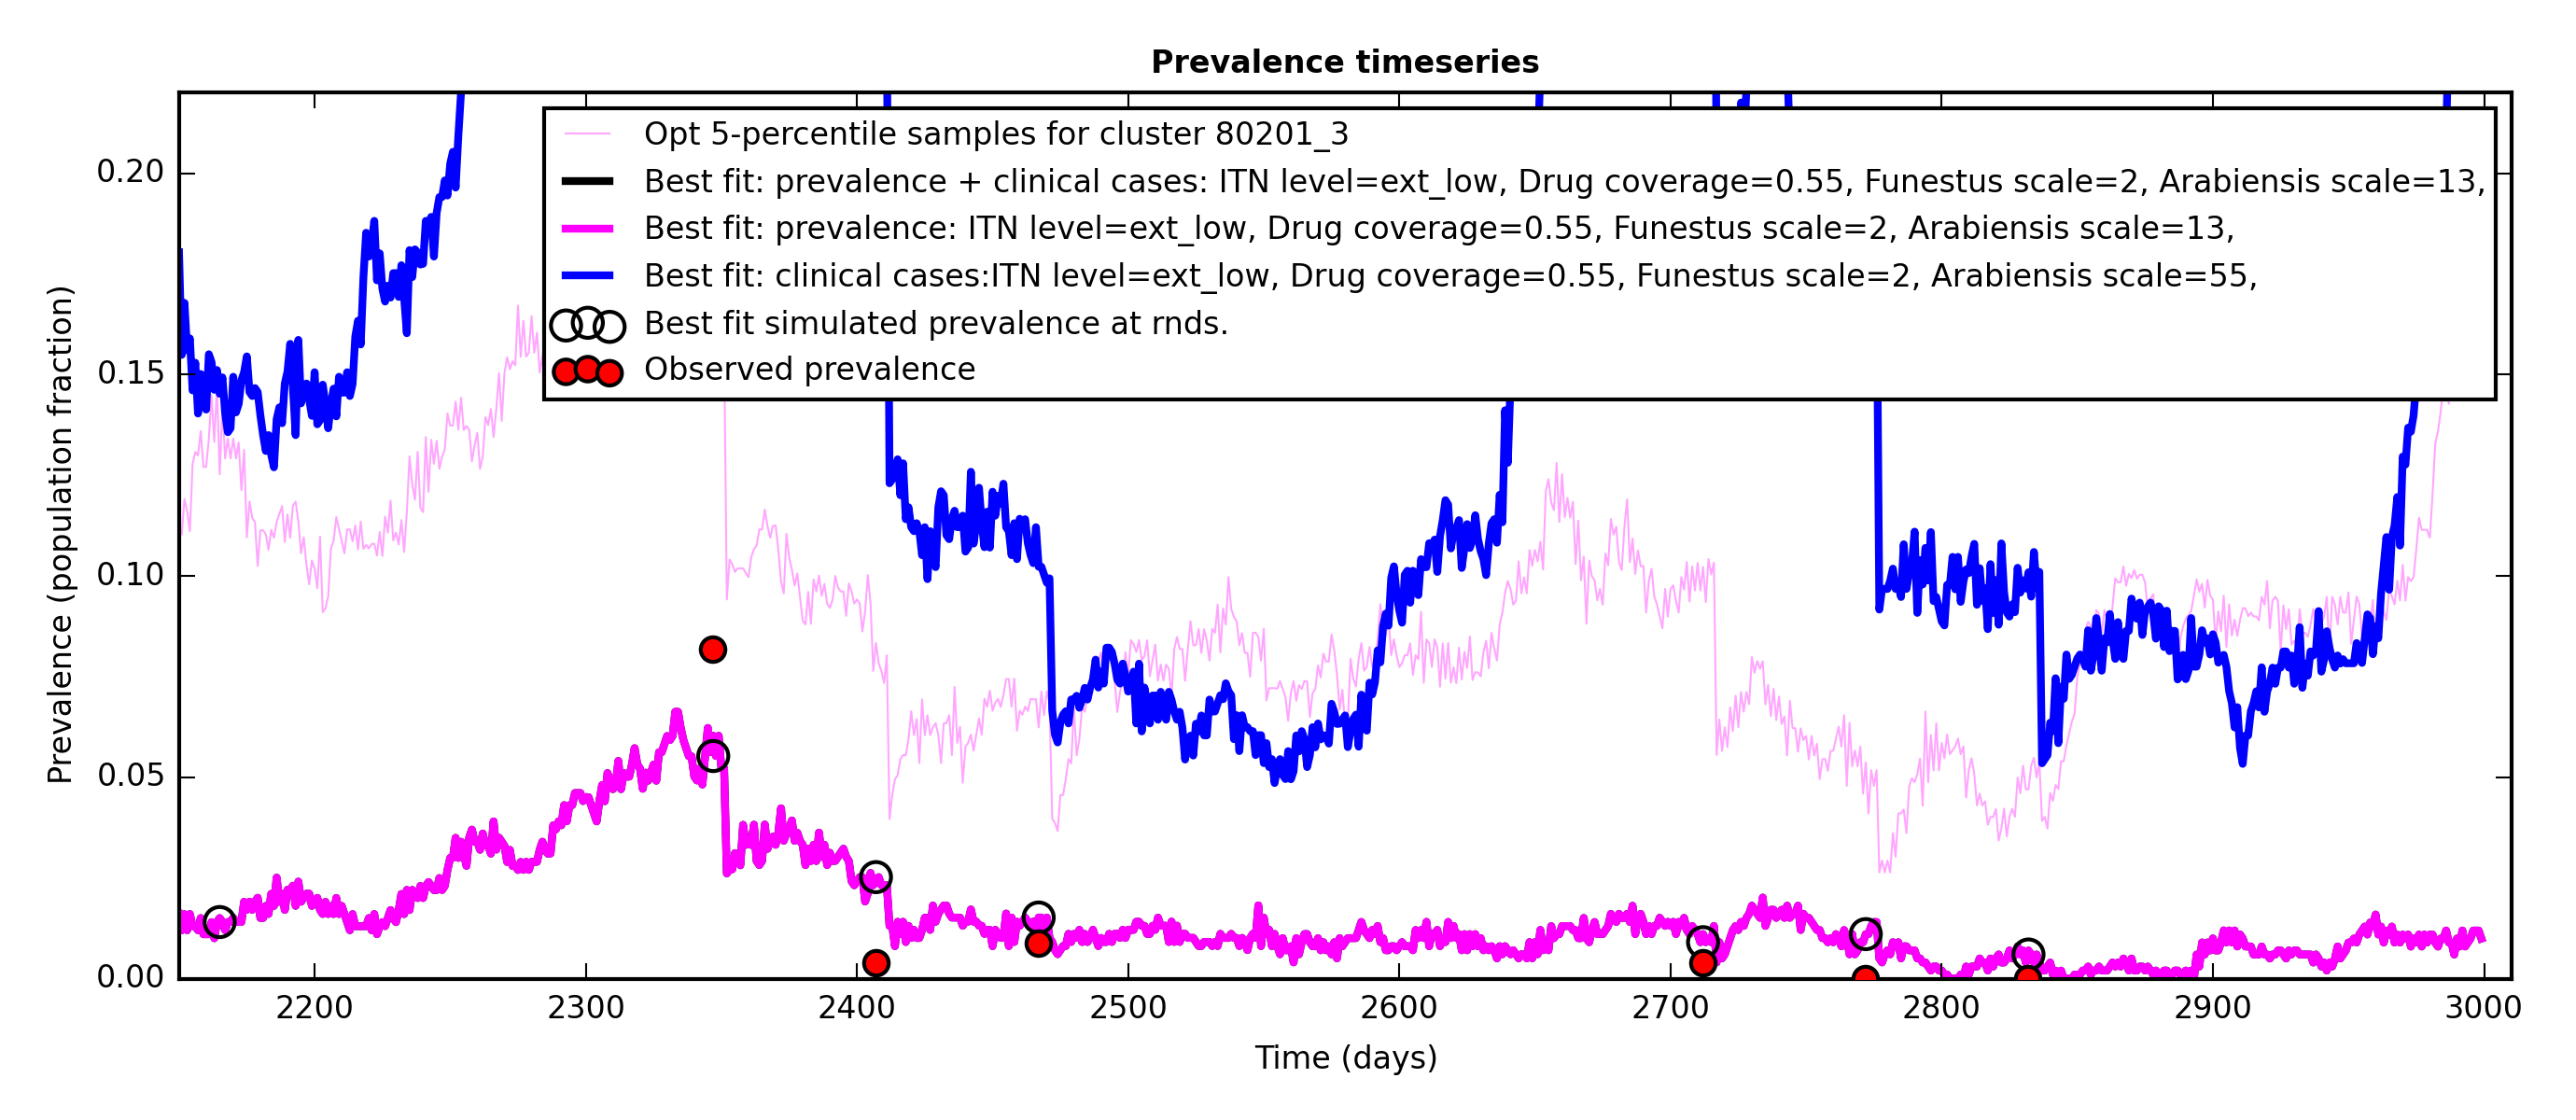 Prevalence timeseries
Opt 5-percentile samples for cluster 80201_3
Best fit: prevalence + clinical cases: ITN level=ext_low, Drug coverage=0.55, Funestus scale=2, Arabiensis scale=13,
Best fit: prevalence: ITN level=ext_low, Drug coverage=0.55, Funestus scale=2, Arabiensis scale=13,
Best fit: clinical cases:ITN level=ext_low, Drug coverage=0.55, Funestus scale=2, Arabiensis scale=55,
Best fit simulated prevalence at rnds.
Observed prevalence
Prevalence (population fraction)
0.20
0.15
0.10
0.05
0.00
2200 2300 2400 2500 2600 2700 2800 2900 3000
Time (days)